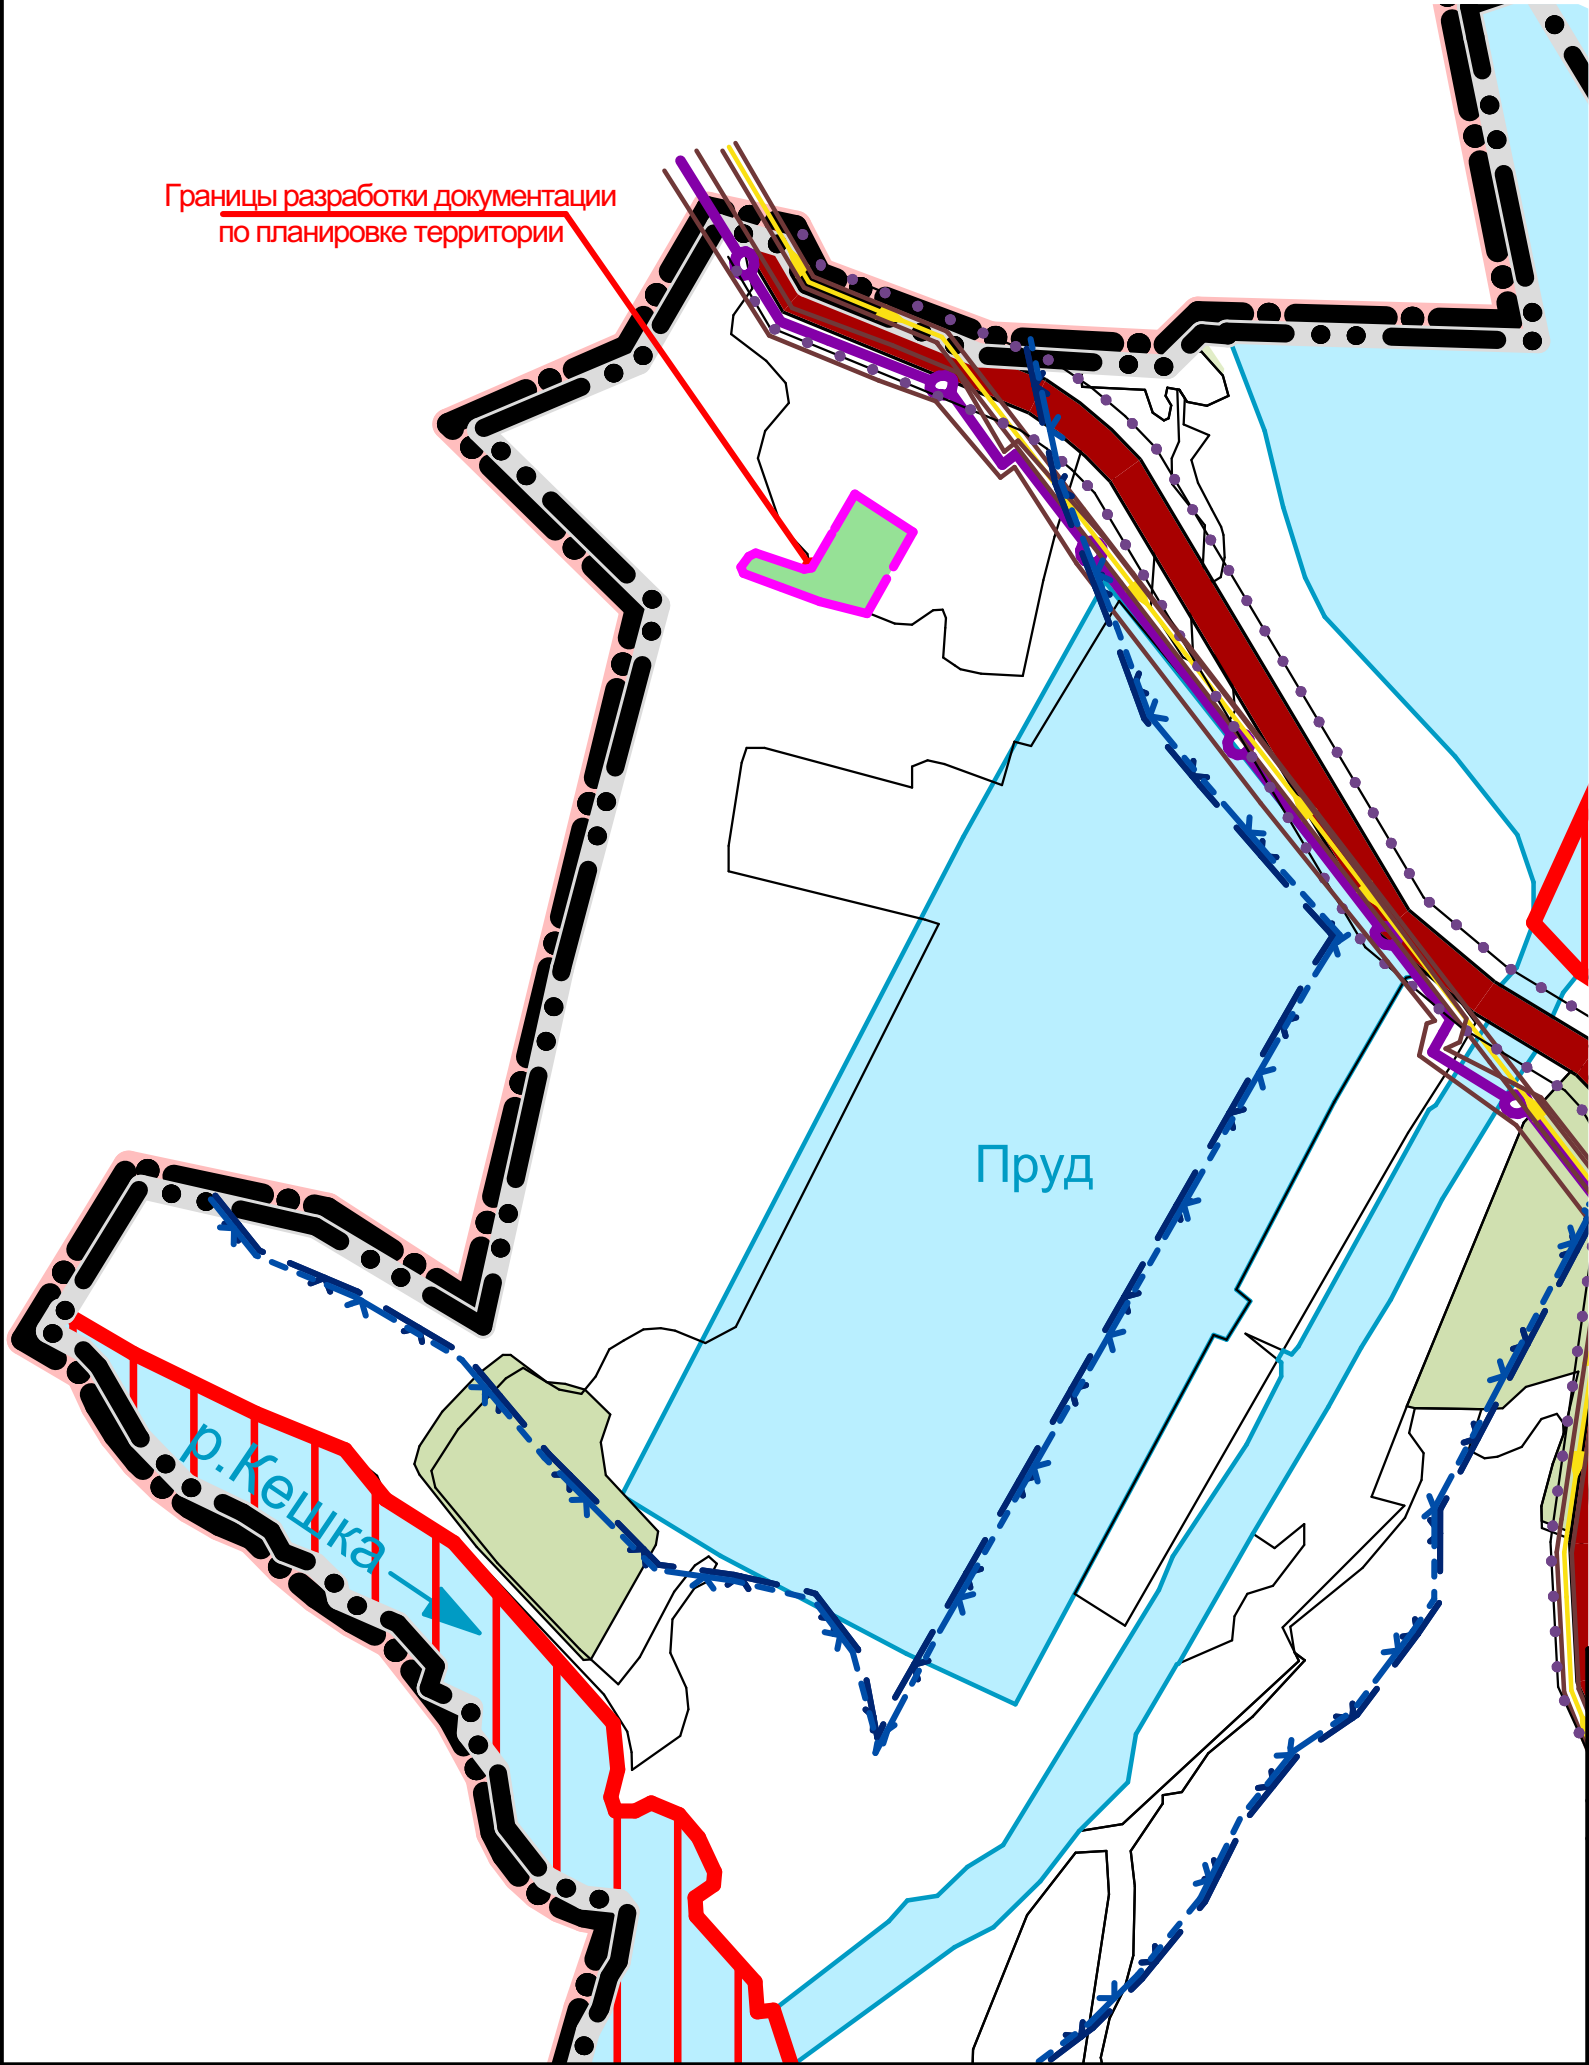 Границы разработки документации
по планировке территории
Пруд
р.Кешка